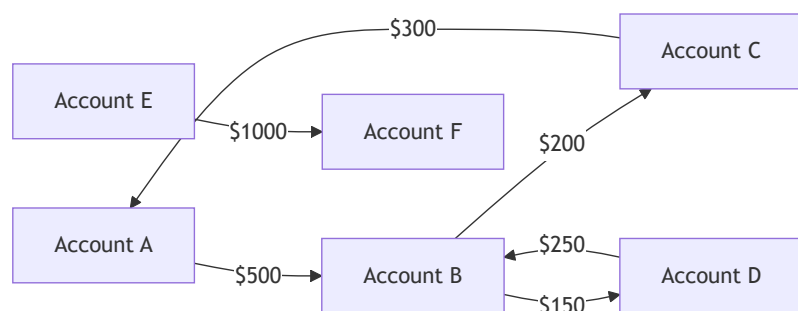 $300
Account C
Account E
$1000
Account F
$200
Account A
$500
Account B
$250
Account D
$150